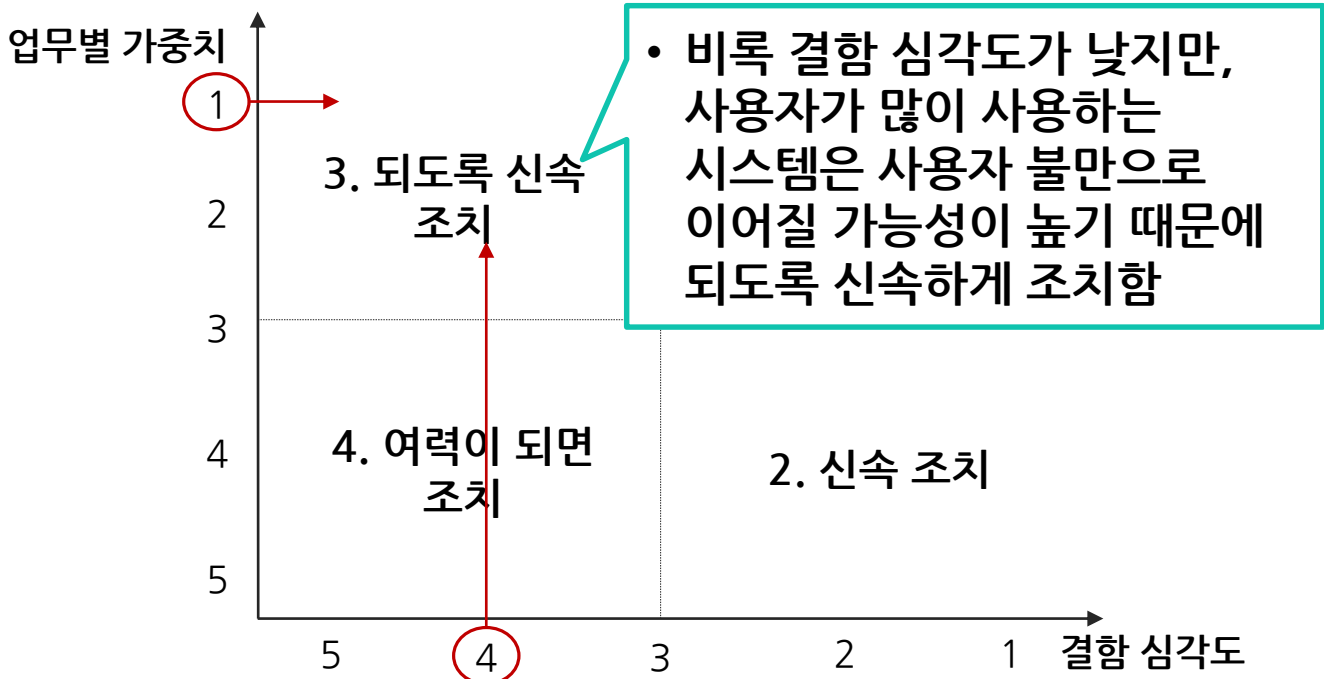 업무별 가중치
• 비록 결함 심각도가 낮지만,
사용자가 많이 사용하는
시스템은 사용자 불만으로
이어질 가능성이 높기 때문에
되도록 신속하게 조치함
1
3. 되도록 신속
조치
2
3
4. 여력이 되면
조치
4
2. 신속 조치
5
5
4
3
2
1
결함 심각도